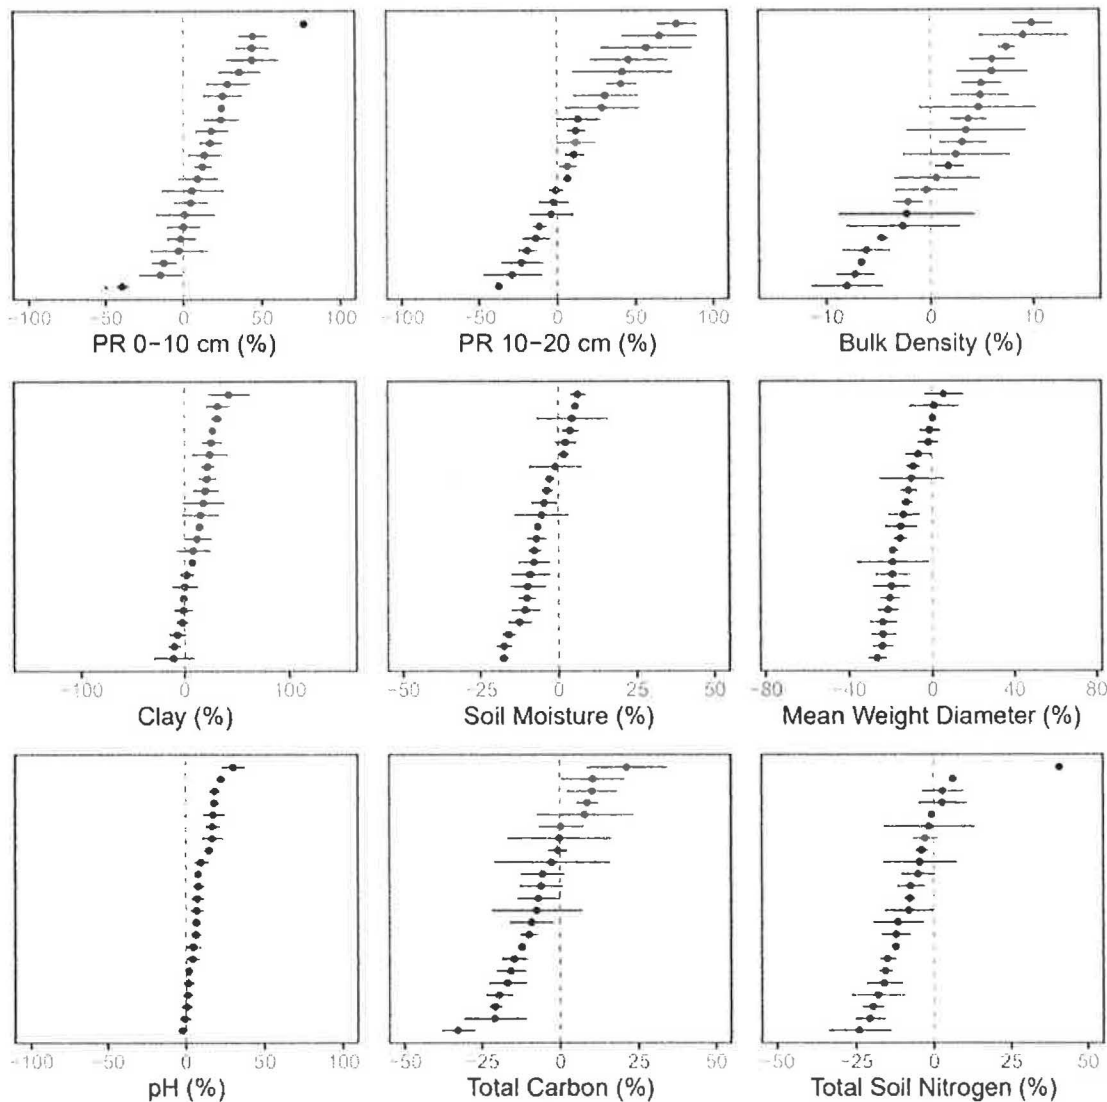 −100 −50 0 50 100
PR 0−10 cm (%)
−100 −50 0 50 100
PR 10−20 cm (%)
−10 0 10
Bulk Density (%)
−100 0 100
Clay (%)
−50 −25 0 25 50
Soil Moisture (%)
−80 −40 0 40 80
Mean Weight Diameter (%)
−100 −50 0 50 100
pH (%)
−50 −25 0 25 50
Total Carbon (%)
−50 −25 0 25 50
Total Soil Nitrogen (%)